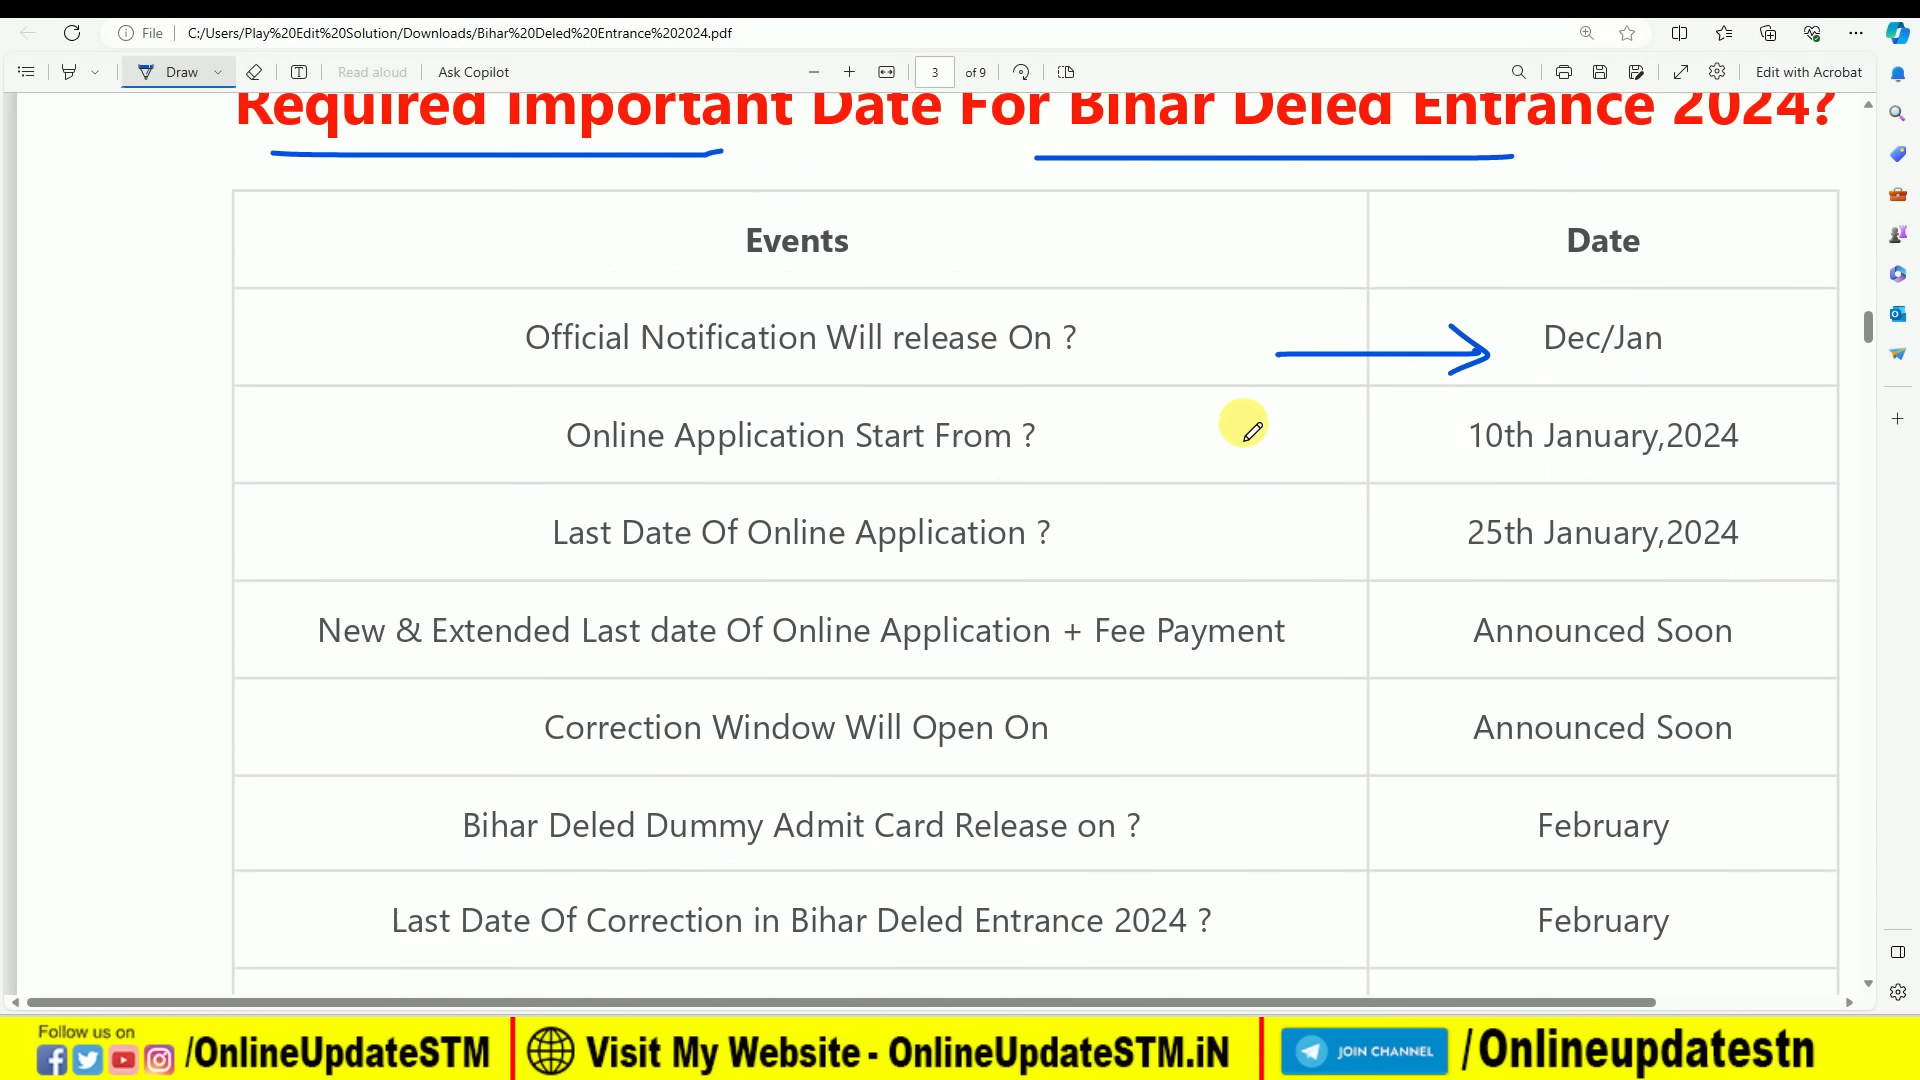 File
C:/Users/Play%20Edit%20Solution/Downloads/Bihar%20Deled%20Entrance%202024.pdf
Draw
Read aloud
Ask Copilot
3
of 9
Edit with Acrobat
Required Important Date For Bihar Deled Entrance 2024?
Events
Date
Official Notification Will release On ?
Dec/Jan
Online Application Start From ?
10th January,2024
Last Date Of Online Application ?
25th January,2024
New & Extended Last date Of Online Application + Fee Payment
Announced Soon
Correction Window Will Open On
Announced Soon
Bihar Deled Dummy Admit Card Release on ?
February
Last Date Of Correction in Bihar Deled Entrance 2024 ?
February
Follow us on
/OnlineUpdateSTM
Visit My Website - OnlineUpdateSTM.iN
JOIN CHANNEL
/Onlineupdatestn